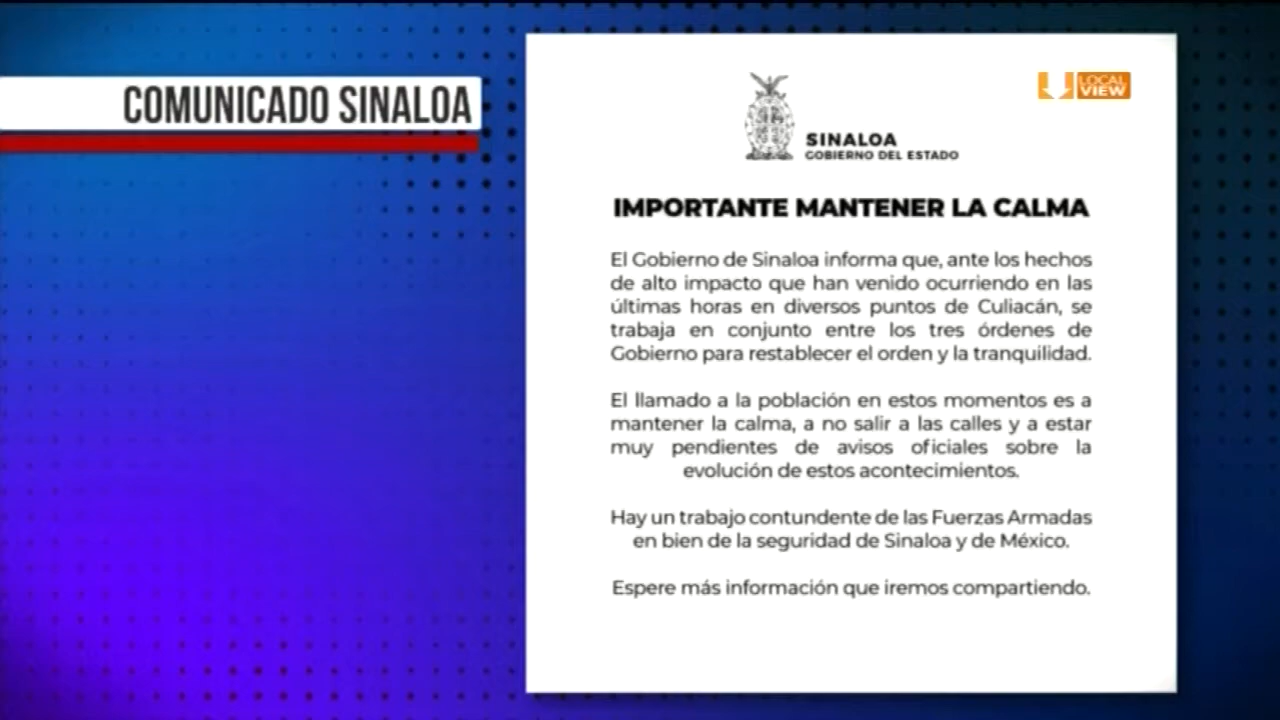 COMUNICADO SINALOA
LOCAL
VIEW
SINALOA
GOBIERNO DEL ESTADO
IMPORTANTE MANTENER LA CALMA
El Gobierno de Sinaloa informa que, ante los hechos
de alto impacto que han venido ocurriendo en las
últimas horas en diversos puntos de Culiacán, se
trabaja en conjunto entre los tres órdenes de
Gobierno para restablecer el orden y la tranquilidad.
El llamado a la población en estos momentos es a
mantener la calma, a no salir a las calles y a estar
muy pendientes de avisos oficiales sobre la
evolución de estos acontecimientos.
Hay un trabajo contundente de las Fuerzas Armadas
en bien de la seguridad de Sinaloa y de México.
Espere más información que iremos compartiendo.